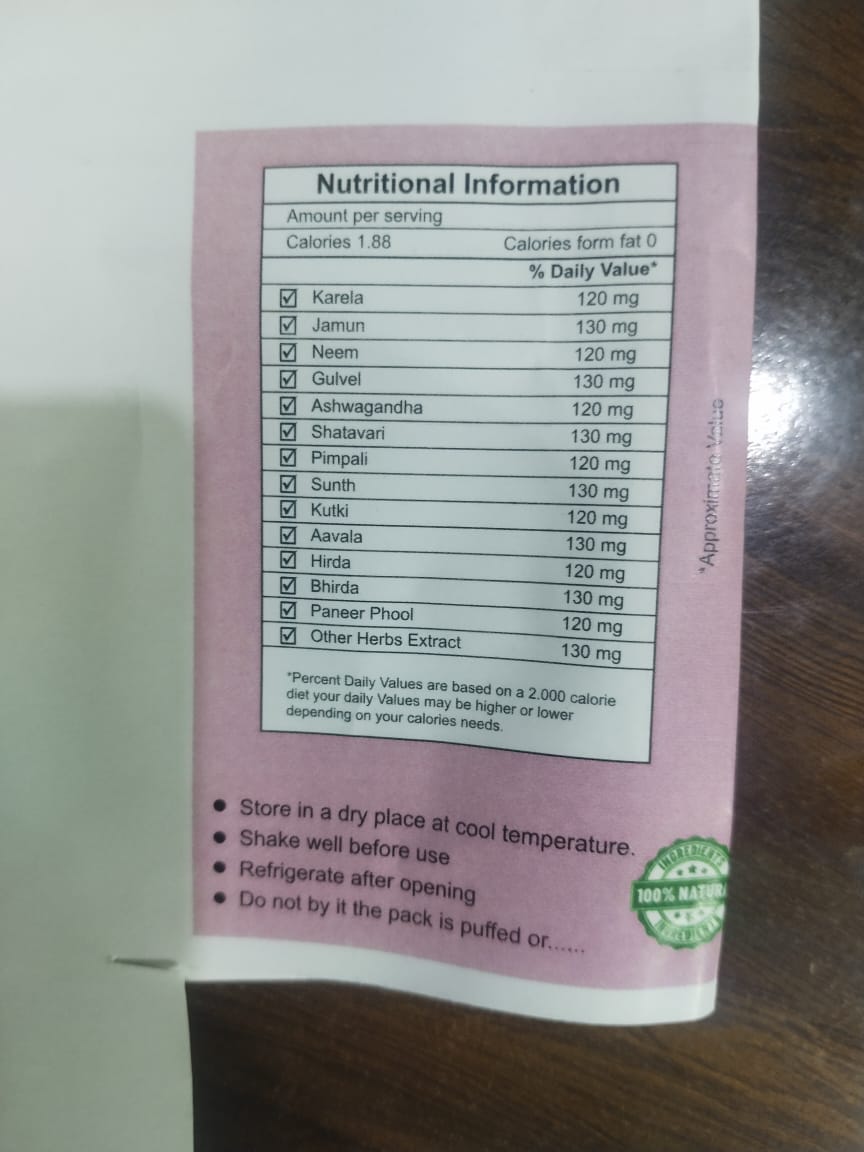 Nutritional Information
Amount per serving
Calories 1.88 Calories form fat 0
% Daily Value*
☑ Karela 120 mg
☑ Jamun 130 mg
☑ Neem 120 mg
☑ Gulvel 130 mg
☑ Ashwagandha 120 mg
☑ Shatavari 130 mg
☑ Pimpali 120 mg
☑ Sunth 130 mg
☑ Kutki 120 mg
☑ Aavala 130 mg
☑ Hirda 120 mg
☑ Bhirda 130 mg
☑ Paneer Phool 120 mg
☑ Other Herbs Extract 130 mg
*Percent Daily Values are based on a 2.000 calorie
diet your daily Values may be higher or lower
depending on your calories needs.
*Approximate Value
● Store in a dry place at cool temperature.
● Shake well before use
● Refrigerate after opening
● Do not by it the pack is puffed or......
INGREDIENTS
100% NATURA
INGREDIENTS